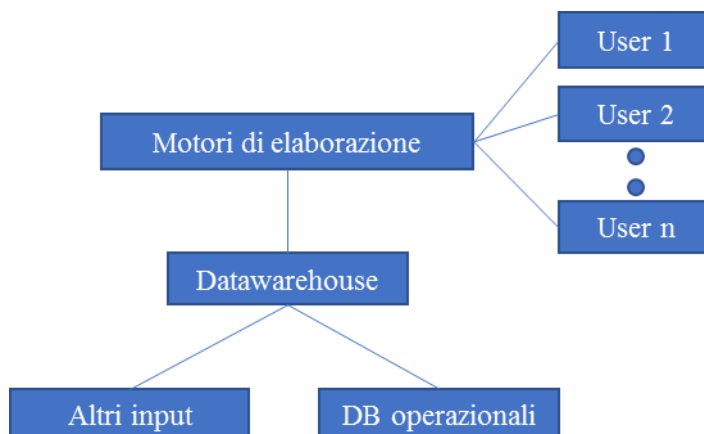 User 1
Motori di elaborazione
User 2
User n
Datawarehouse
Altri input
DB operazionali